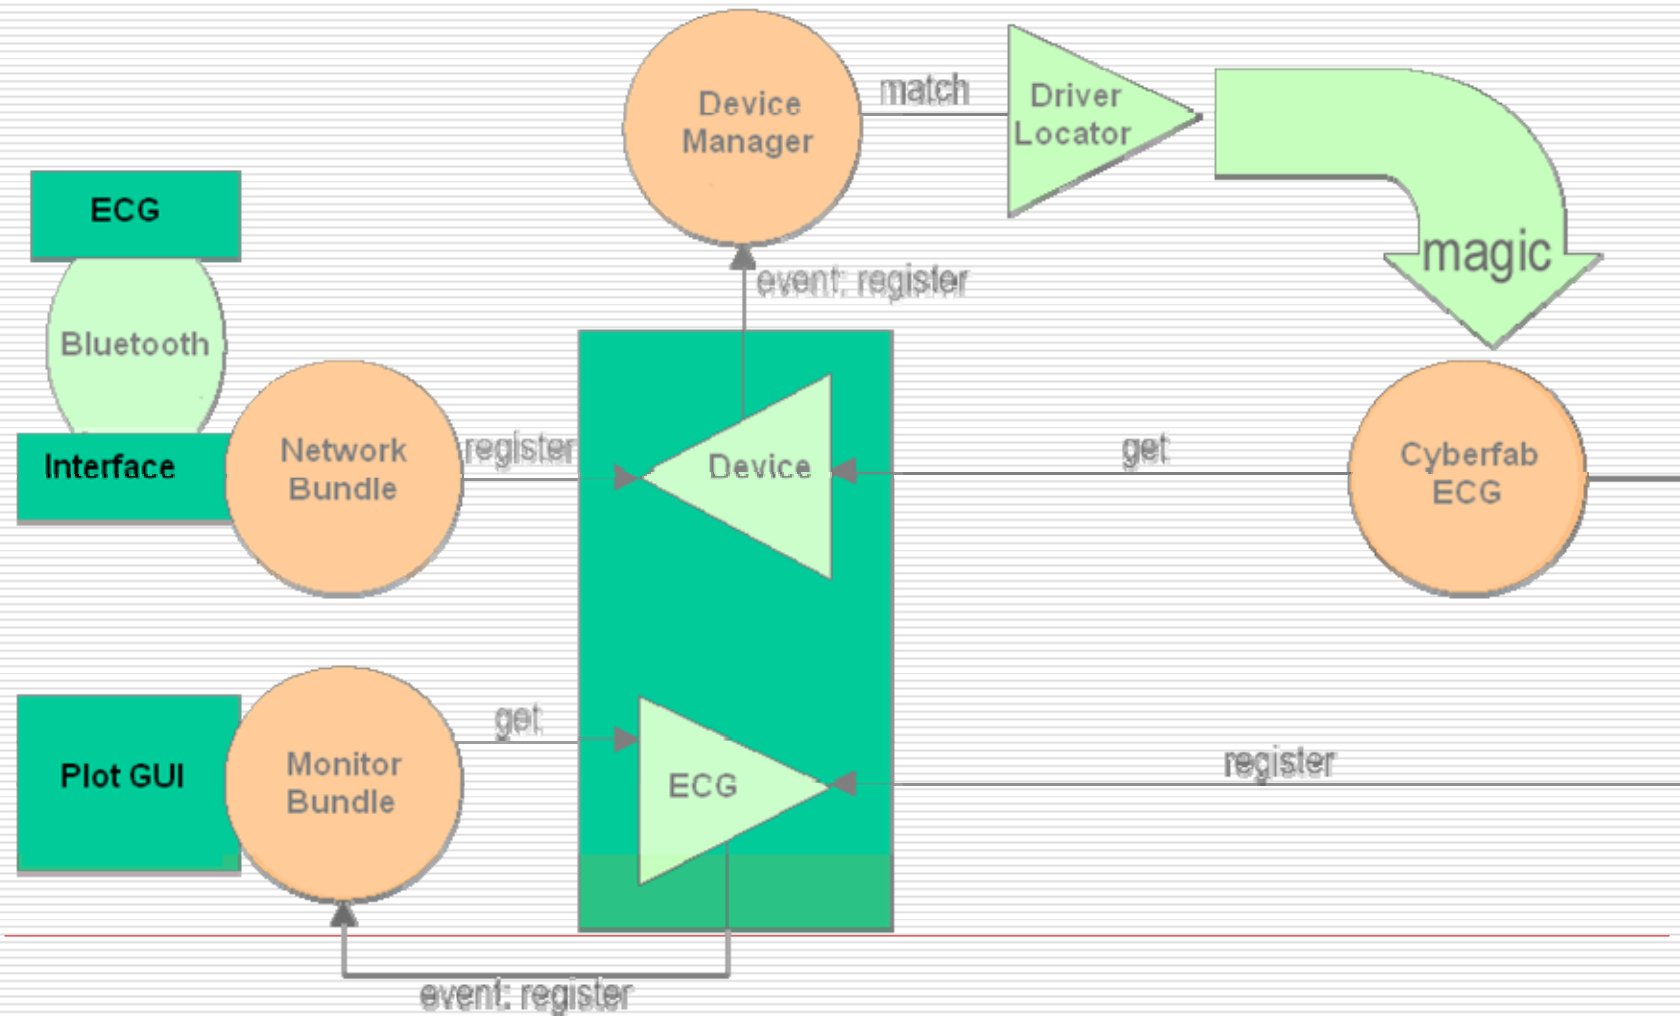 Device
Manager
match
Driver
Locator
magic
ECG
event: register
Bluetooth
Network
Bundle
register
Interface
Device
get
Cyberfab
ECG
get
Plot GUI
Monitor
Bundle
ECG
register
event: register